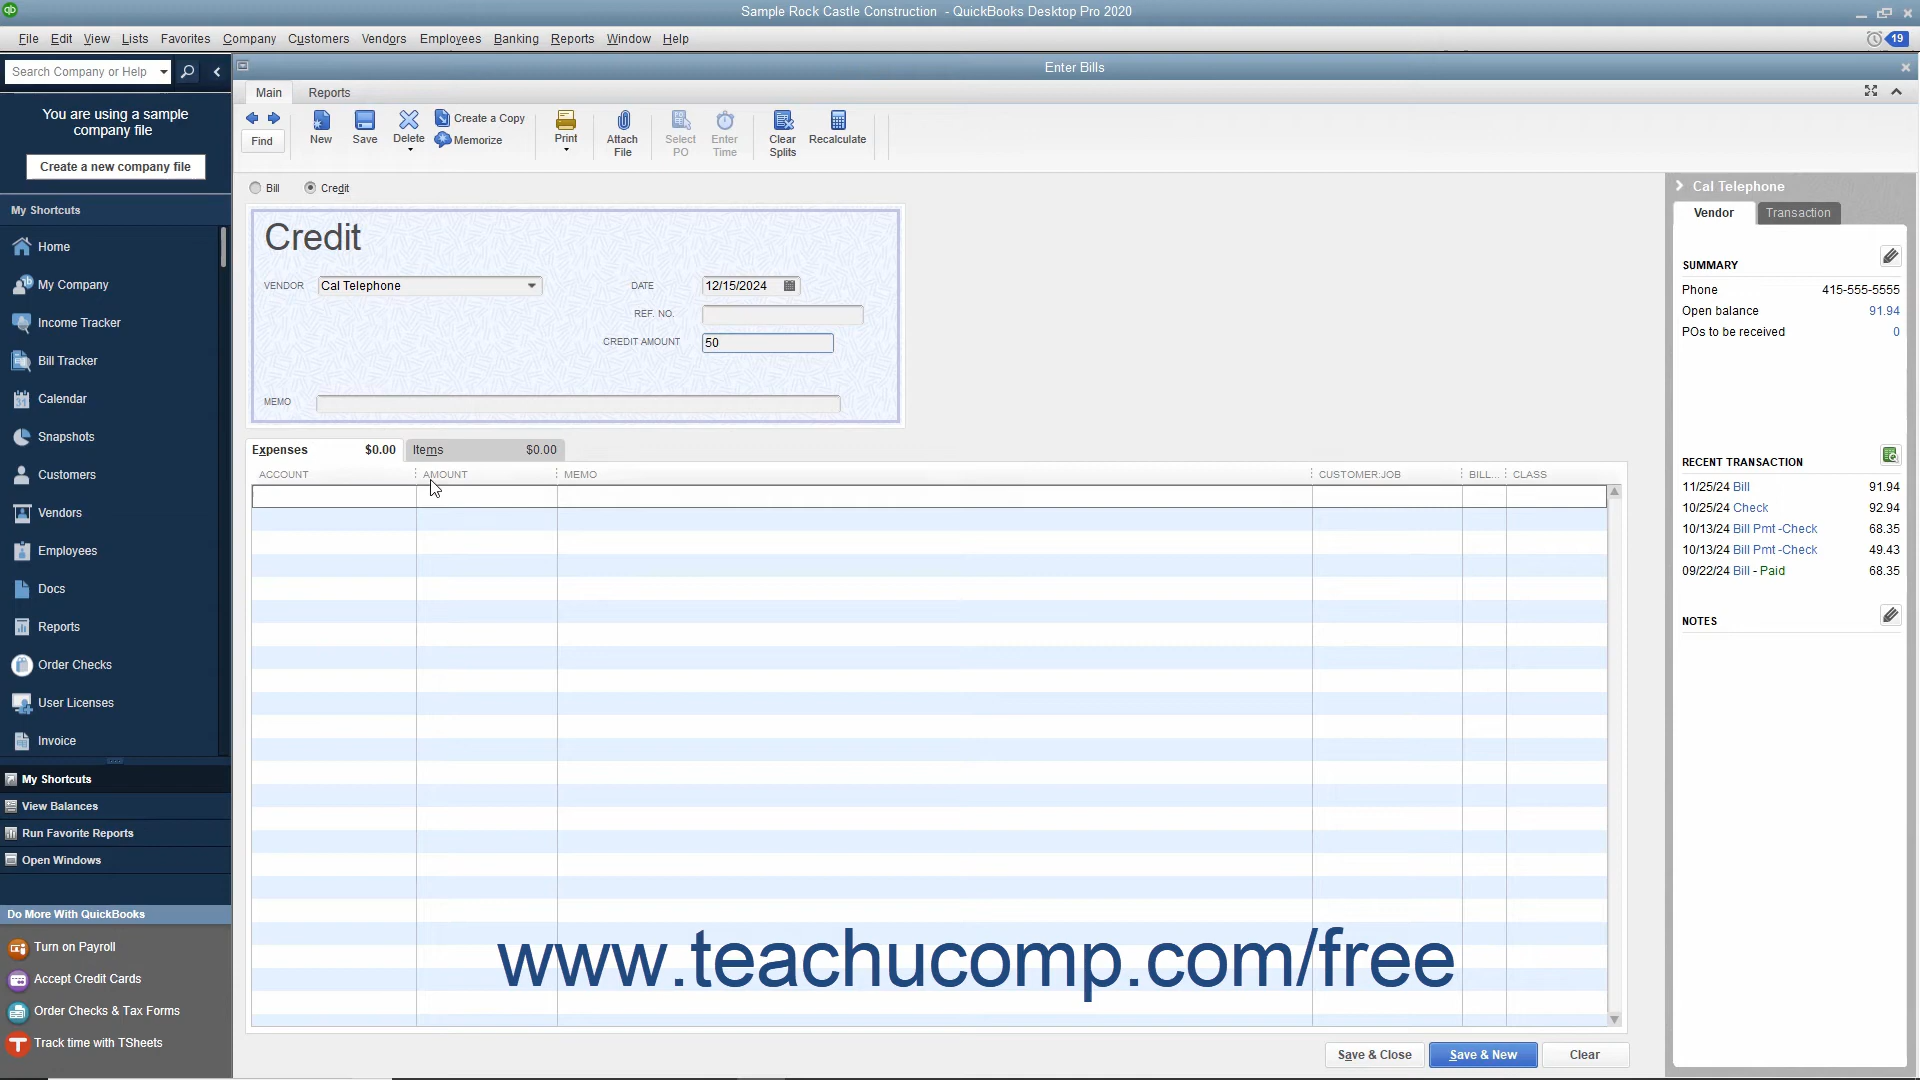 Sample Rock Castle Construction - QuickBooks Desktop Pro 2020
File Edit View Lists Favorites Company Customers Vendors Employees Banking Reports Window Help
19
Search Company or Help
Enter Bills
You are using a sample
company file
Create a new company file
Main Reports
Find
New
Save
Delete
Create a Copy
Memorize
Print
Attach
File
Select
PO
Enter
Time
Clear
Splits
Recalculate
Bill Credit
Credit
VENDOR Cal Telephone
DATE 12/15/2024
REF. NO.
CREDIT AMOUNT 50
MEMO
Expenses $0.00 Items $0.00
ACCOUNT AMOUNT MEMO CUSTOMER:JOB BILL... CLASS
My Shortcuts
Home
My Company
Income Tracker
Bill Tracker
Calendar
Snapshots
Customers
Vendors
Employees
Docs
Reports
Order Checks
User Licenses
Invoice
My Shortcuts
View Balances
Run Favorite Reports
Open Windows
Do More With QuickBooks
Turn on Payroll
Accept Credit Cards
Order Checks & Tax Forms
Track time with TSheets
www.teachucomp.com/free
Save & Close Save & New Clear
Cal Telephone
Vendor Transaction
SUMMARY
Phone 415-555-5555
Open balance 91.94
POs to be received 0
RECENT TRANSACTION
11/25/24 Bill 91.94
10/25/24 Check 92.94
10/13/24 Bill Pmt -Check 68.35
10/13/24 Bill Pmt -Check 49.43
09/22/24 Bill - Paid 68.35
NOTES